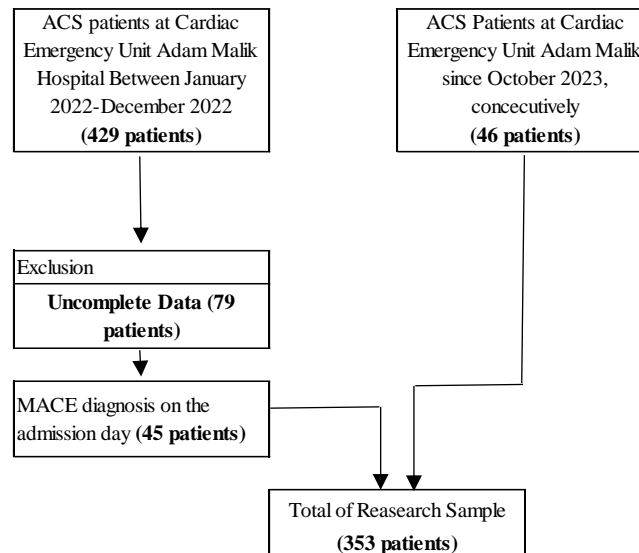 ACS patients at Cardiac
Emergency Unit Adam Malik
Hospital Between January
2022-December 2022
(429 patients)
ACS Patients at Cardiac
Emergency Unit Adam Malik
since October 2023,
concecutively
(46 patients)
Exclusion
Uncomplete Data (79
patients)
MACE diagnosis on the
admission day (45 patients)
Total of Reasearch Sample
(353 patients)